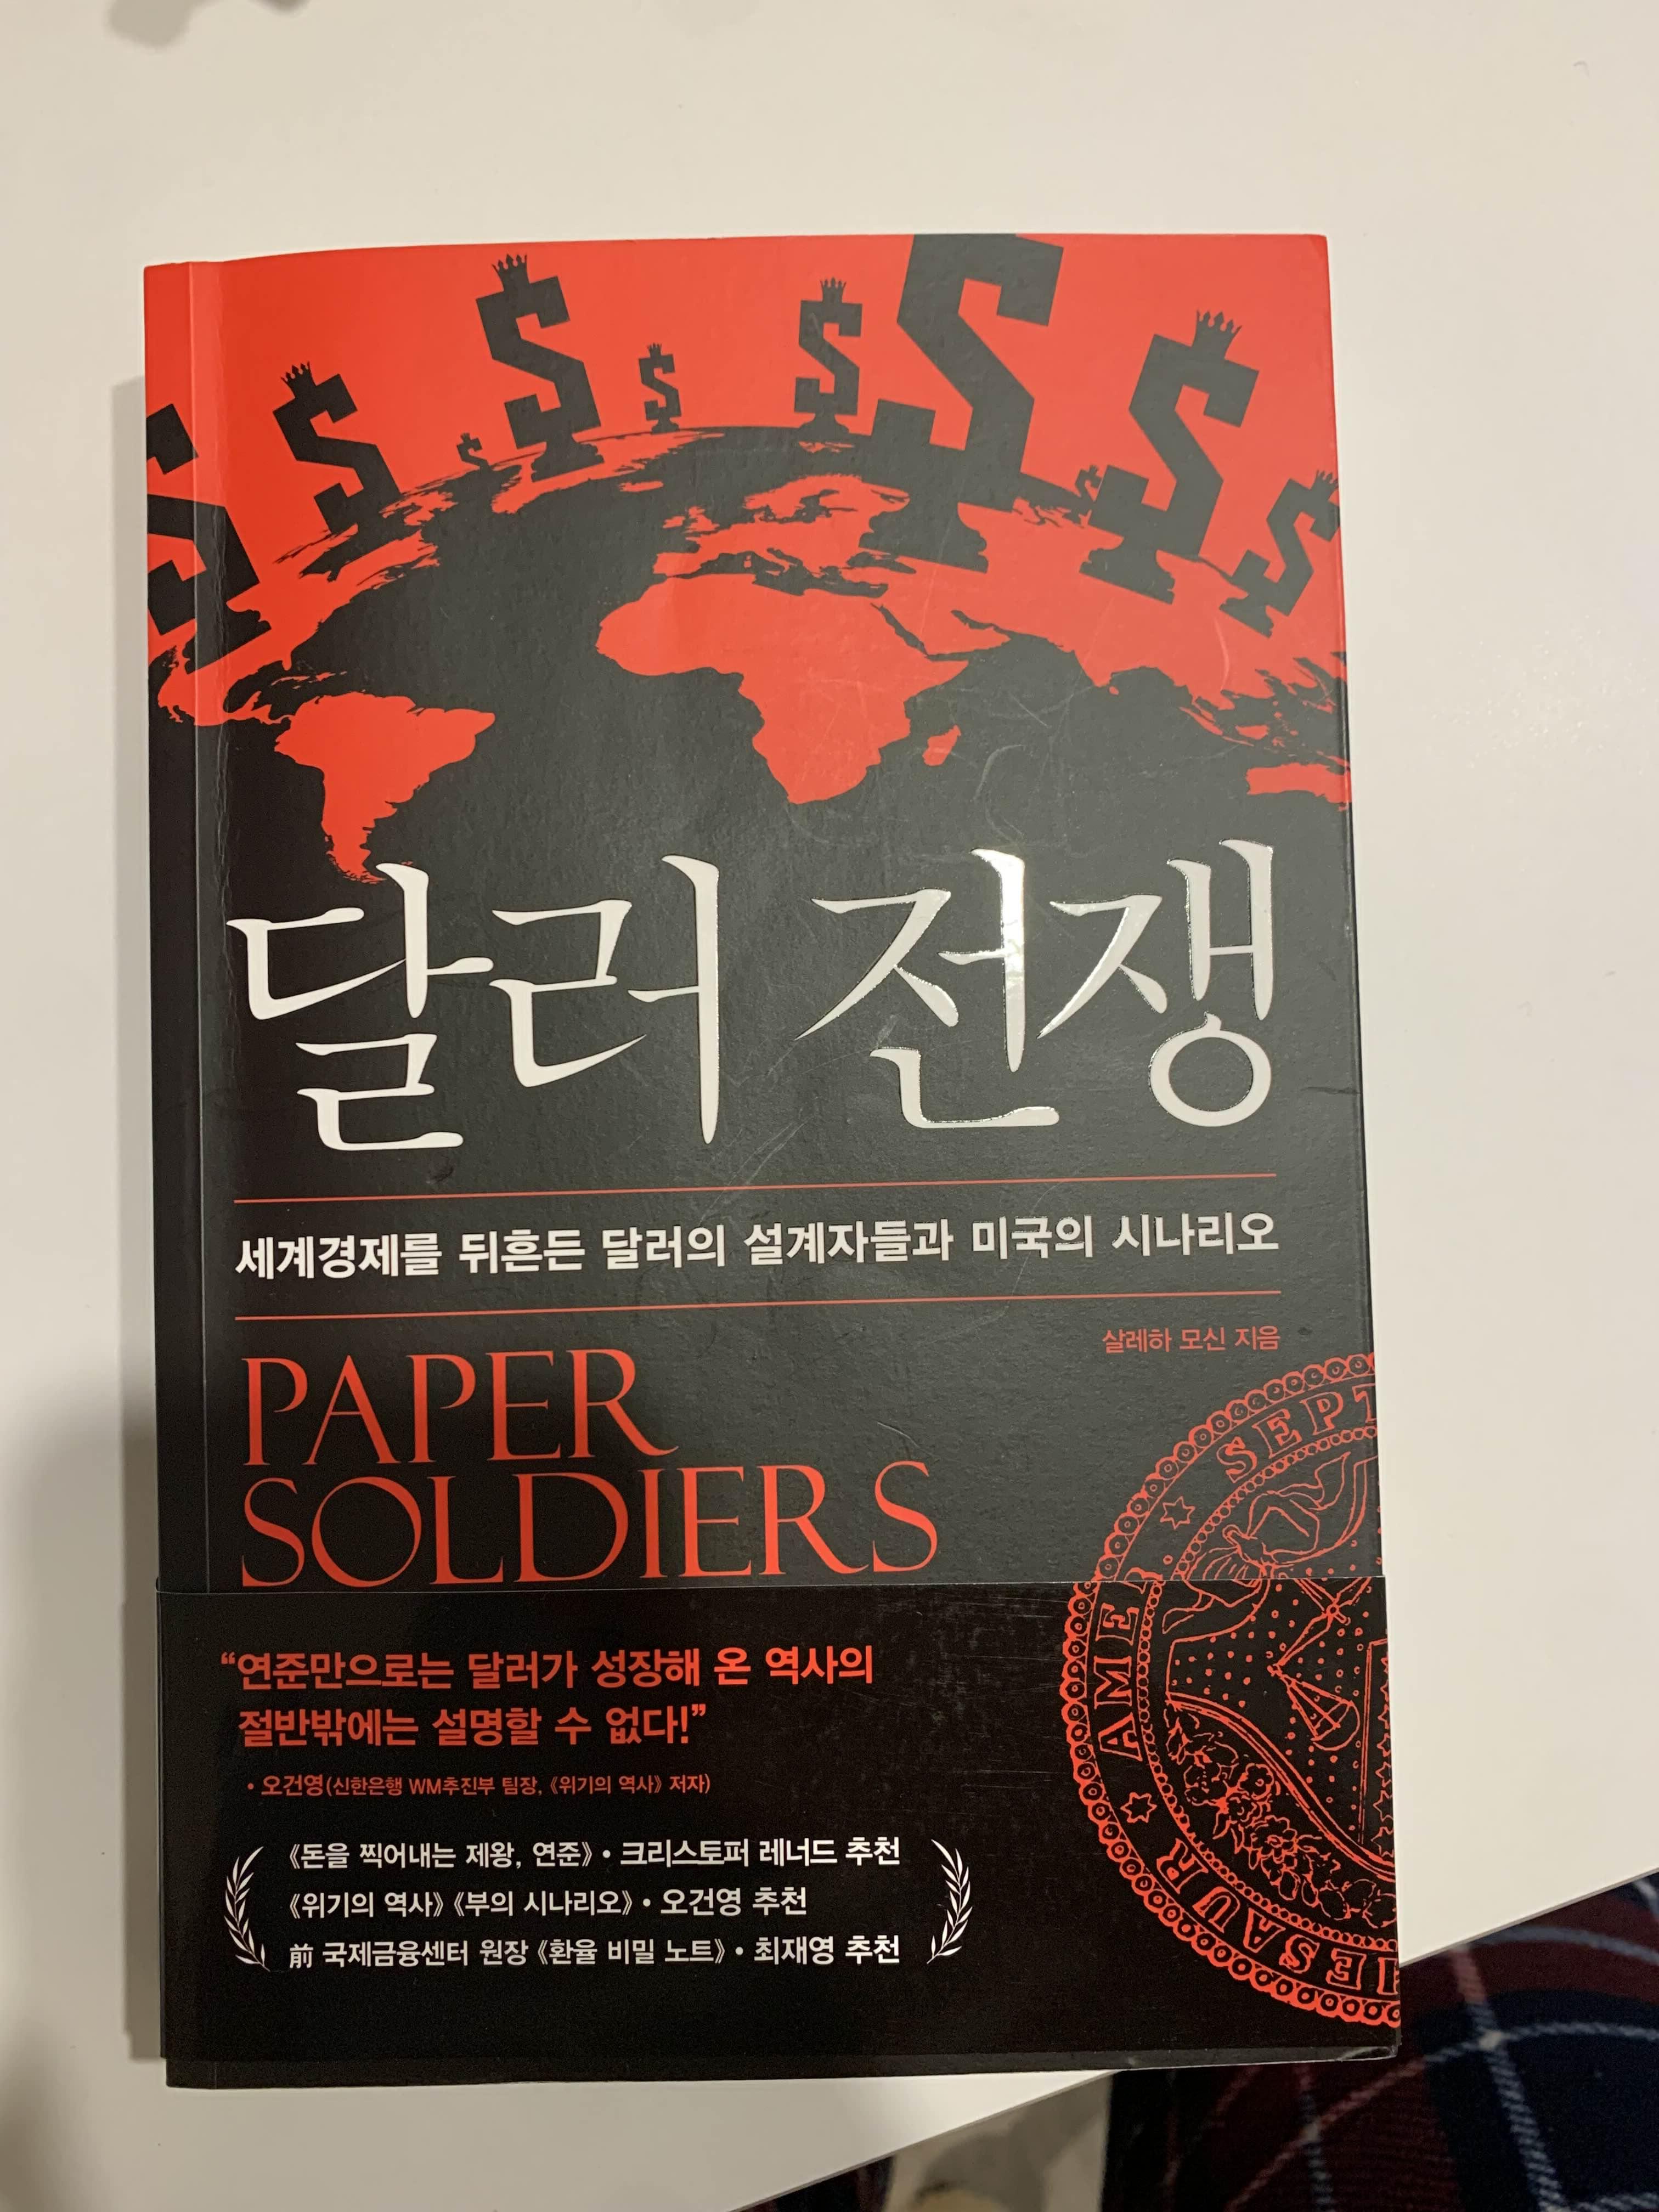 달러 전쟁
세계경제를 뒤흔든 달러의 설계자들과 미국의 시나리오
살레하 모신 지음
PAPER
SOLDIERS
SEPT
AMER
THESAUR
“연준만으로는 달러가 성장해 온 역사의
절반밖에는 설명할 수 없다!”
• 오건영(신한은행 WM추진부 팀장, 《위기의 역사》 저자)
《돈을 찍어내는 제왕, 연준》 • 크리스토퍼 레너드 추천
《위기의 역사》 《부의 시나리오》 • 오건영 추천
前 국제금융센터 원장 《환율 비밀 노트》 • 최재영 추천